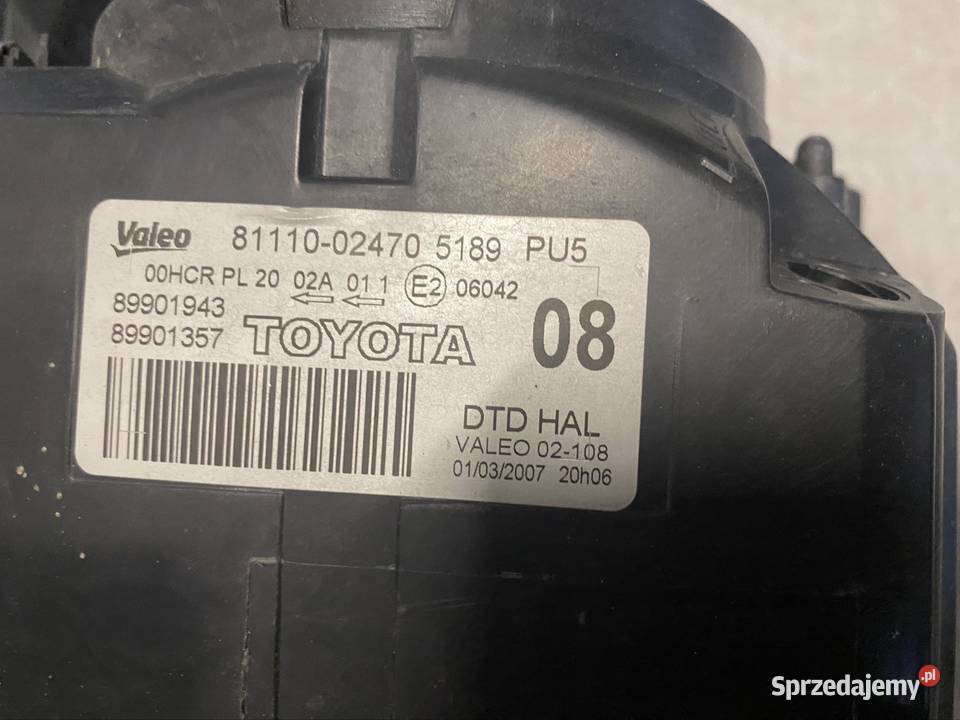 Valeo 81110-02470 5189 PU5
00HCR PL 20 02A 01 1 E2 06042
89901943
89901357 TOYOTA 08
DTD HAL
VALEO 02-108
01/03/2007 20h06
Sprzedajemy.pl